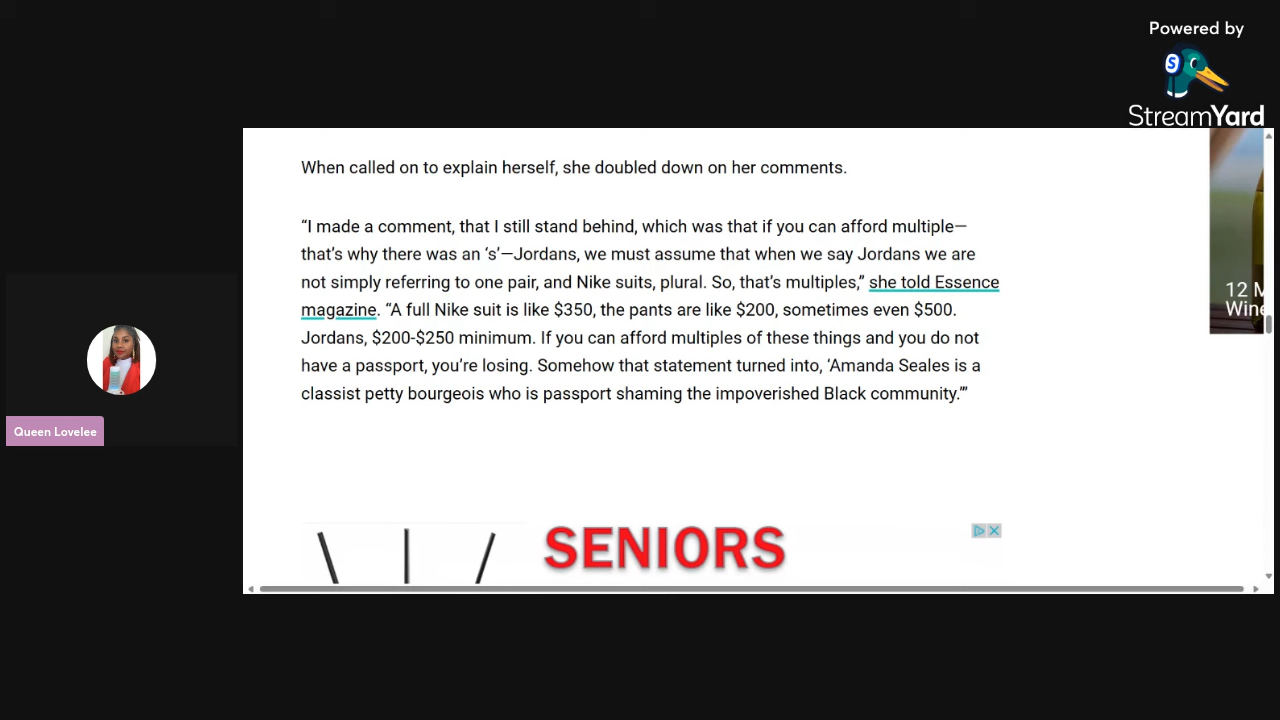 Powered by
StreamYard
When called on to explain herself, she doubled down on her comments.
“I made a comment, that I still stand behind, which was that if you can afford multiple—
that’s why there was an ‘s’—Jordans, we must assume that when we say Jordans we are
not simply referring to one pair, and Nike suits, plural. So, that’s multiples,” she told Essence
magazine. “A full Nike suit is like $350, the pants are like $200, sometimes even $500.
Jordans, $200-$250 minimum. If you can afford multiples of these things and you do not
have a passport, you’re losing. Somehow that statement turned into, ‘Amanda Seales is a
classist petty bourgeois who is passport shaming the impoverished Black community.’”
12 M
Wine
Queen Lovelee
SENIORS